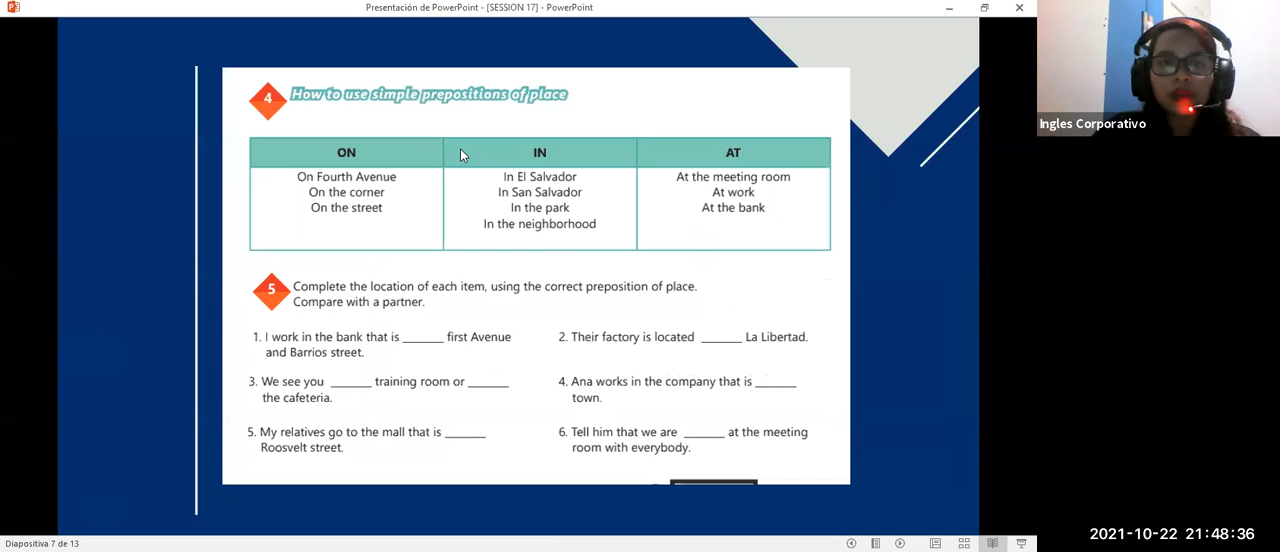 Presentación de PowerPoint - [SESSION 17] - PowerPoint
4 How to use simple prepositions of place
ON IN AT
On Fourth Avenue In El Salvador At the meeting room
On the corner In San Salvador At work
On the street In the park At the bank
In the neighborhood
5 Complete the location of each item, using the correct preposition of place.
Compare with a partner.
1. I work in the bank that is ______ first Avenue
and Barrios street.
2. Their factory is located ______ La Libertad.
3. We see you ______ training room or ______
the cafeteria.
4. Ana works in the company that is ______
town.
5. My relatives go to the mall that is ______
Roosvelt street.
6. Tell him that we are ______ at the meeting
room with everybody.
Ingles Corporativo
Diapositiva 7 de 13
2021-10-22 21:48:36